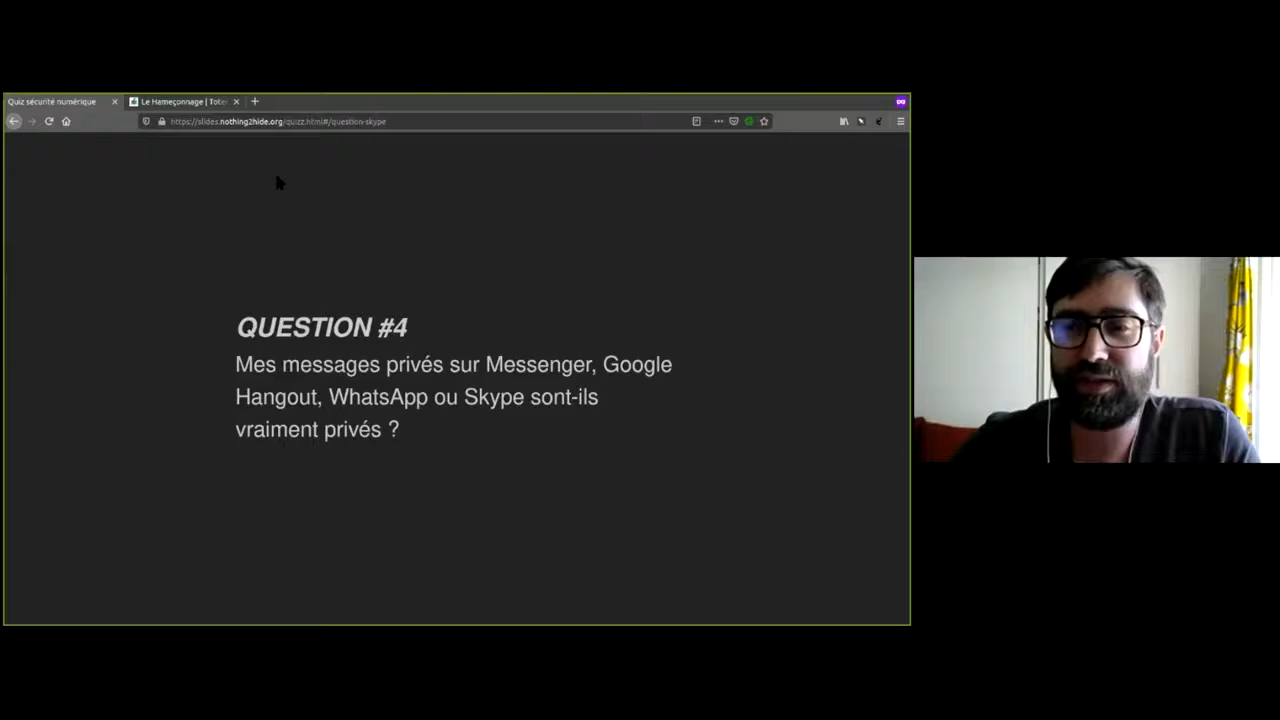 Quiz sécurité numérique
Le Hameçonnage | Tote
https://slides.nothing2hide.org/quizz.html#/question-skype
QUESTION #4
Mes messages privés sur Messenger, Google
Hangout, WhatsApp ou Skype sont-ils
vraiment privés ?